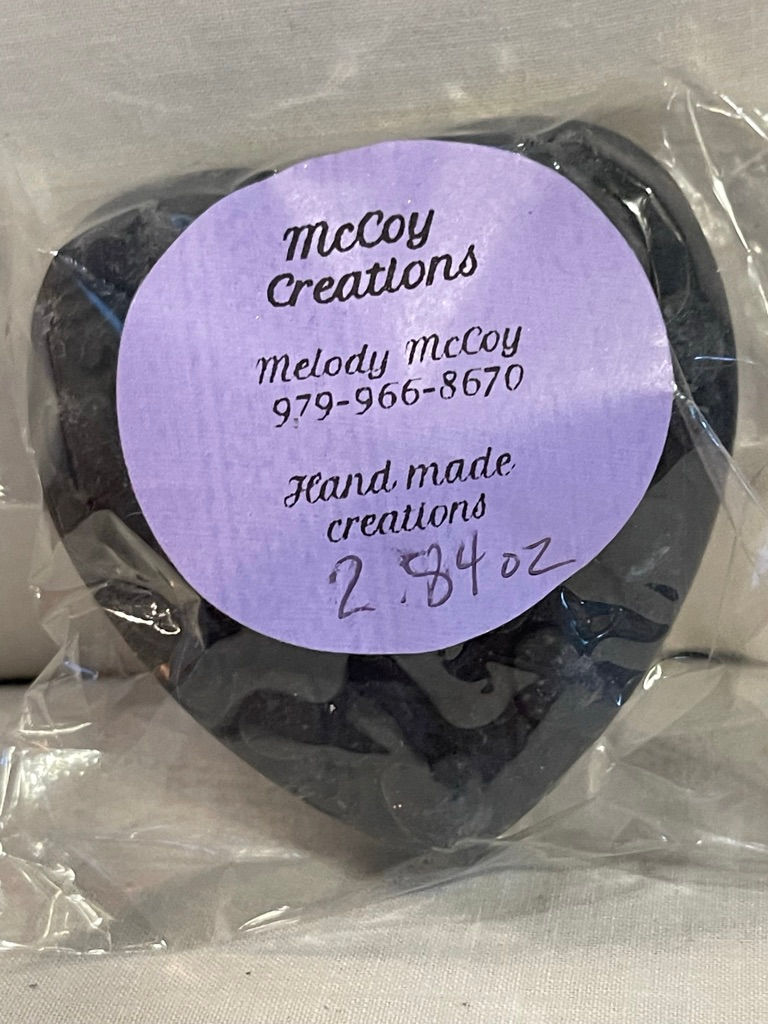 McCoy
Creations
Melody McCoy
979-966-8670
Hand made
creations
2.84 oz